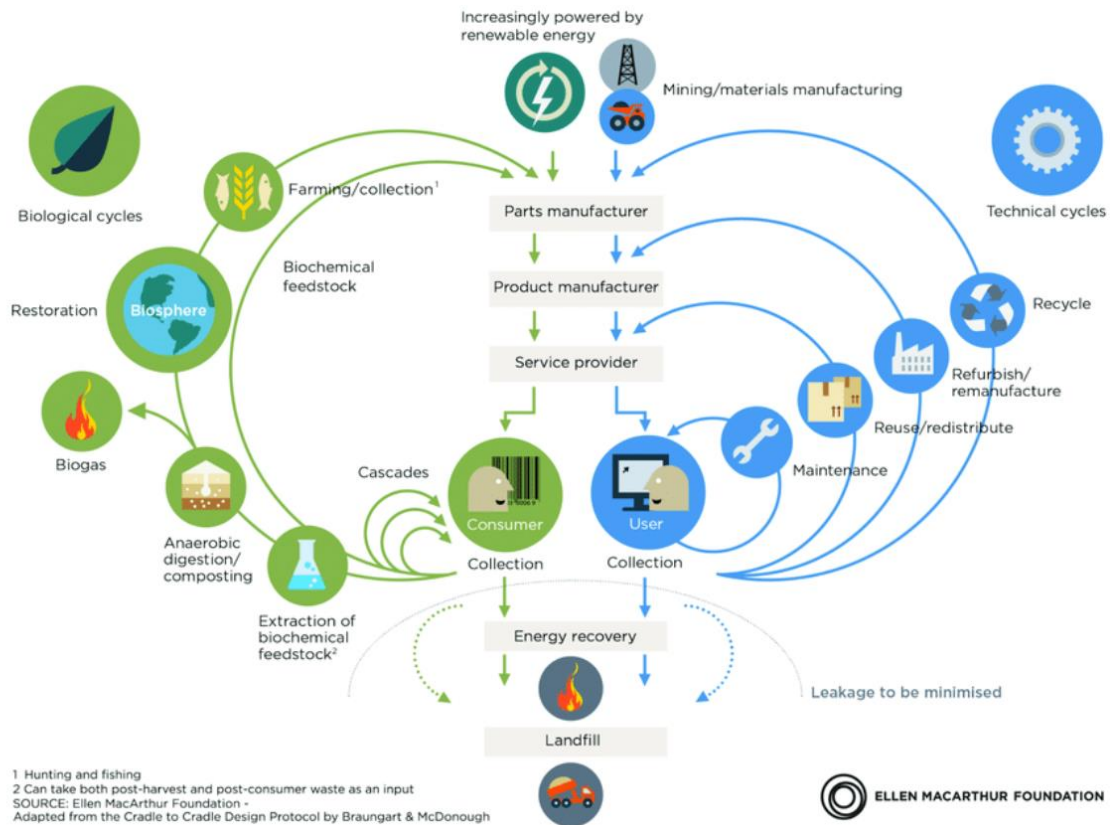 Increasingly powered by
renewable energy
Mining/materials manufacturing
Biological cycles
Farming/collection¹
Parts manufacturer
Technical cycles
Biochemical
feedstock
Product manufacturer
Restoration
Biosphere
Recycle
Service provider
Refurbish/
remanufacture
Reuse/redistribute
Biogas
Cascades
Maintenance
Consumer
User
Anaerobic
digestion/
composting
Collection
Collection
Extraction of
biochemical
feedstock²
Energy recovery
Leakage to be minimised
Landfill
1 Hunting and fishing
2 Can take both post-harvest and post-consumer waste as an input
SOURCE: Ellen MacArthur Foundation -
Adapted from the Cradle to Cradle Design Protocol by Braungart & McDonough
ELLEN MACARTHUR FOUNDATION